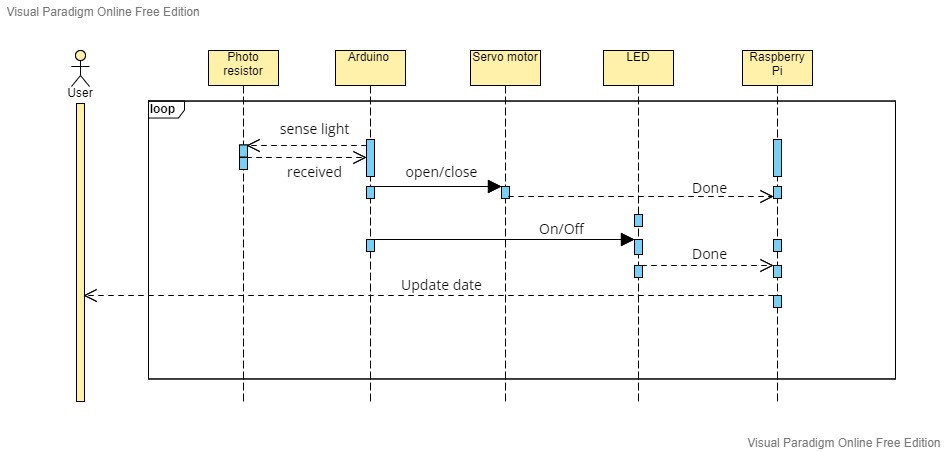 Visual Paradigm Online Free Edition
Photo
resistor
Arduino
Servo motor
LED
Raspberry
Pi
User
loop
sense light
received
open/close
Done
On/Off
Done
Update date
Visual Paradigm Online Free Edition